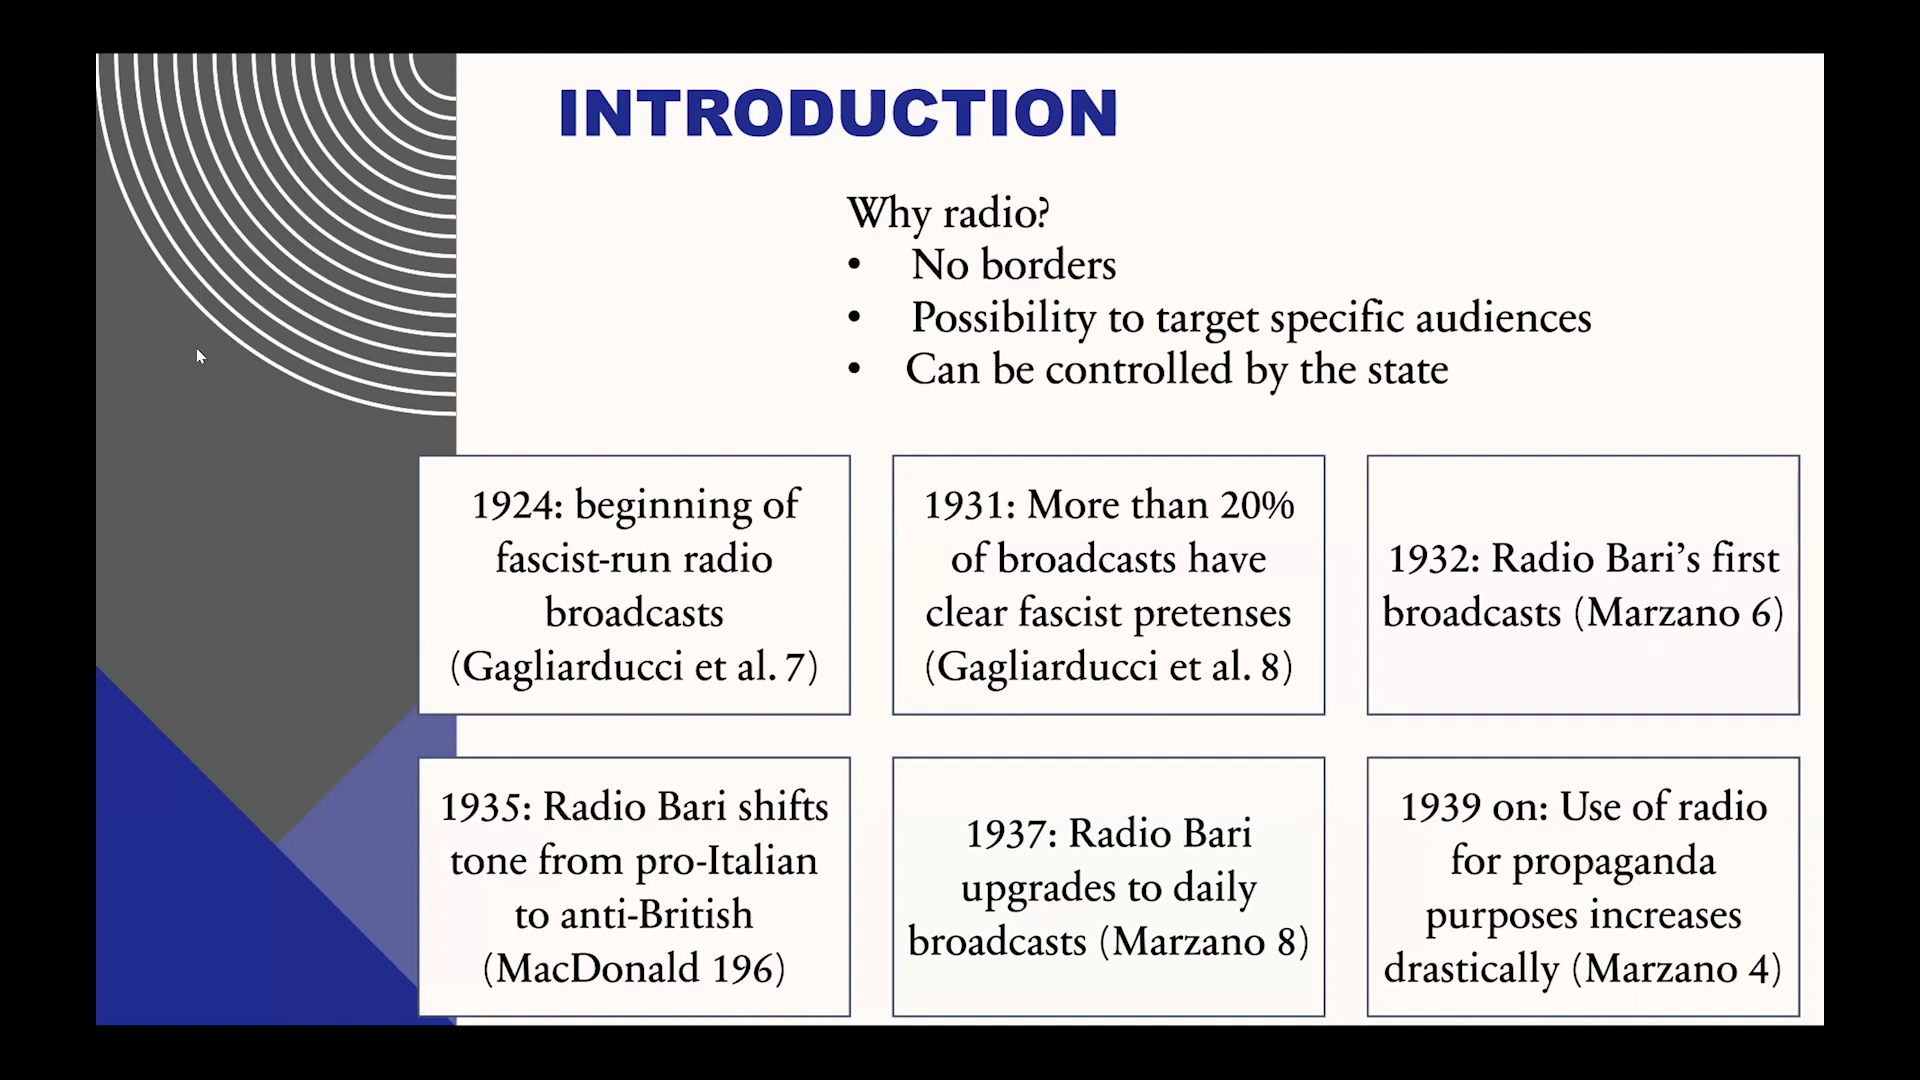 INTRODUCTION
Why radio?
• No borders
• Possibility to target specific audiences
• Can be controlled by the state
1924: beginning of
fascist-run radio
broadcasts
(Gagliarducci et al. 7)
1931: More than 20%
of broadcasts have
clear fascist pretenses
(Gagliarducci et al. 8)
1932: Radio Bari’s first
broadcasts (Marzano 6)
1935: Radio Bari shifts
tone from pro-Italian
to anti-British
(MacDonald 196)
1937: Radio Bari
upgrades to daily
broadcasts (Marzano 8)
1939 on: Use of radio
for propaganda
purposes increases
drastically (Marzano 4)